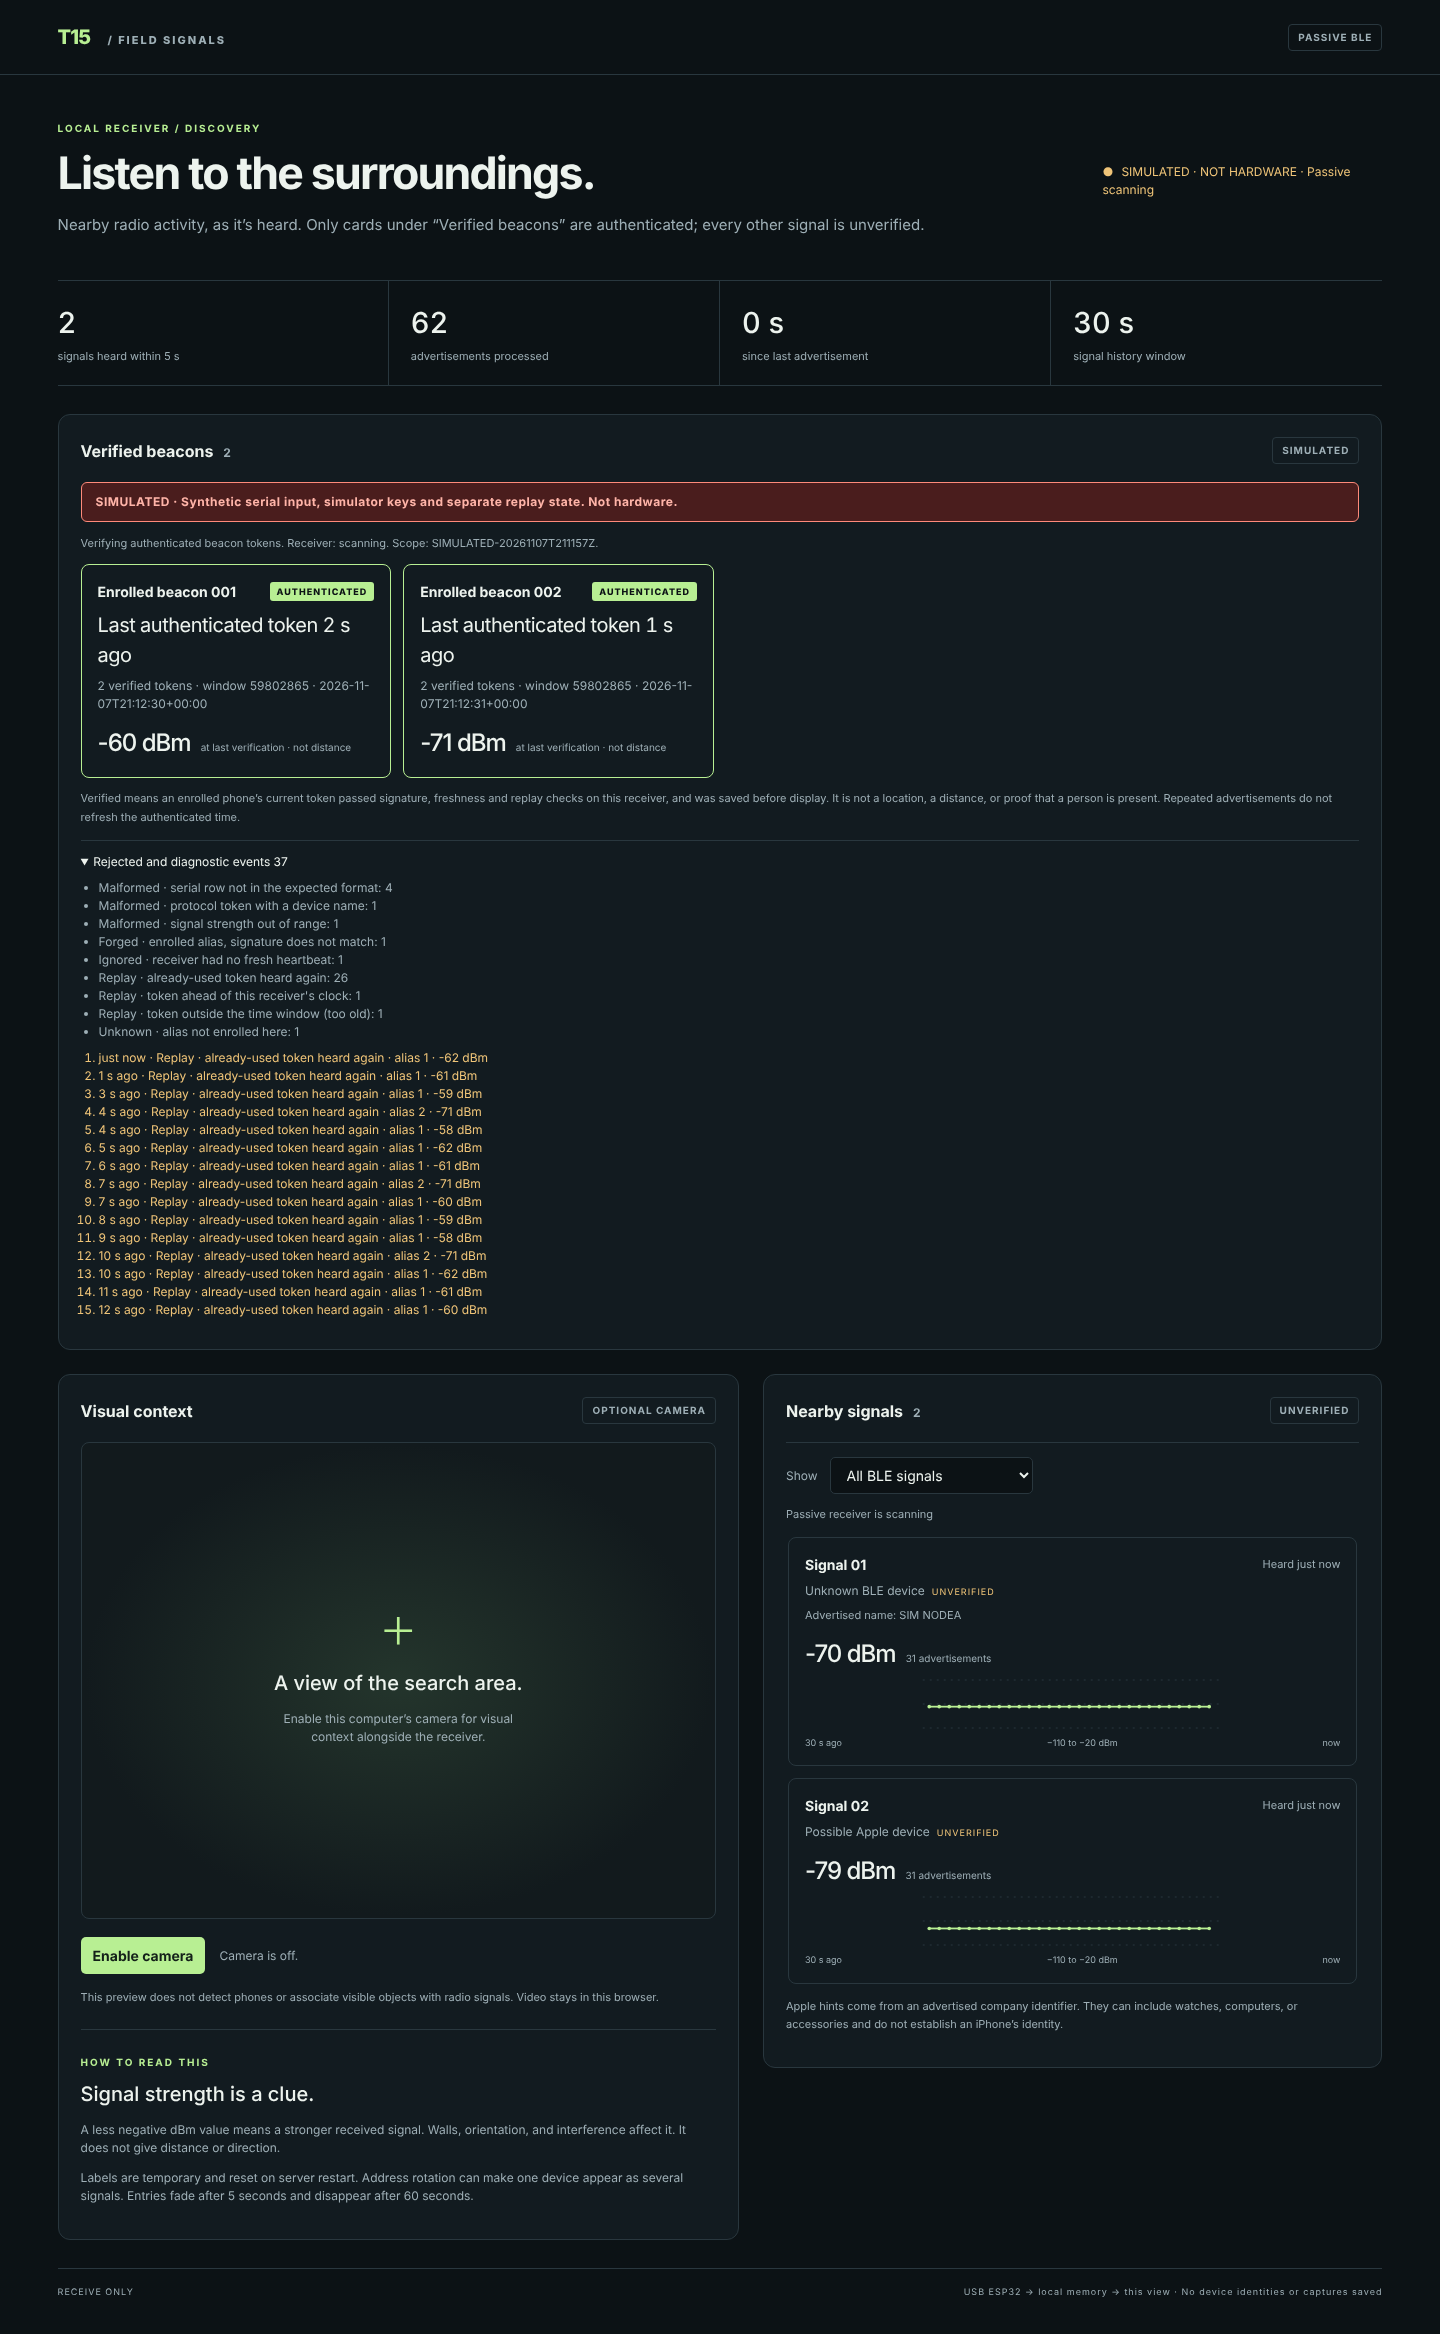 T15 / FIELD SIGNALS
PASSIVE BLE
LOCAL RECEIVER / DISCOVERY
Listen to the surroundings.
● SIMULATED · NOT HARDWARE · Passive
scanning
Nearby radio activity, as it’s heard. Only cards under “Verified beacons” are authenticated; every other signal is unverified.
2
signals heard within 5 s
62
advertisements processed
0 s
since last advertisement
30 s
signal history window
Verified beacons 2
SIMULATED
SIMULATED · Synthetic serial input, simulator keys and separate replay state. Not hardware.
Verifying authenticated beacon tokens. Receiver: scanning. Scope: SIMULATED-20261107T211157Z.
Enrolled beacon 001
AUTHENTICATED
Last authenticated token 2 s
ago
2 verified tokens · window 59802865 · 2026-11-
07T21:12:30+00:00
-60 dBm at last verification · not distance
Enrolled beacon 002
AUTHENTICATED
Last authenticated token 1 s
ago
2 verified tokens · window 59802865 · 2026-11-
07T21:12:31+00:00
-71 dBm at last verification · not distance
Verified means an enrolled phone’s current token passed signature, freshness and replay checks on this receiver, and was saved before display. It is not a location, a distance, or proof that a person is present. Repeated advertisements do not
refresh the authenticated time.
▼ Rejected and diagnostic events 37
• Malformed · serial row not in the expected format: 4
• Malformed · protocol token with a device name: 1
• Malformed · signal strength out of range: 1
• Forged · enrolled alias, signature does not match: 1
• Ignored · receiver had no fresh heartbeat: 1
• Replay · already-used token heard again: 26
• Replay · token ahead of this receiver's clock: 1
• Replay · token outside the time window (too old): 1
• Unknown · alias not enrolled here: 1
1. just now · Replay · already-used token heard again · alias 1 · -62 dBm
2. 1 s ago · Replay · already-used token heard again · alias 1 · -61 dBm
3. 3 s ago · Replay · already-used token heard again · alias 1 · -59 dBm
4. 4 s ago · Replay · already-used token heard again · alias 2 · -71 dBm
5. 4 s ago · Replay · already-used token heard again · alias 1 · -58 dBm
6. 5 s ago · Replay · already-used token heard again · alias 1 · -62 dBm
7. 6 s ago · Replay · already-used token heard again · alias 1 · -61 dBm
8. 7 s ago · Replay · already-used token heard again · alias 2 · -71 dBm
9. 7 s ago · Replay · already-used token heard again · alias 1 · -60 dBm
10. 8 s ago · Replay · already-used token heard again · alias 1 · -59 dBm
11. 9 s ago · Replay · already-used token heard again · alias 1 · -58 dBm
12. 10 s ago · Replay · already-used token heard again · alias 2 · -71 dBm
13. 10 s ago · Replay · already-used token heard again · alias 1 · -62 dBm
14. 11 s ago · Replay · already-used token heard again · alias 1 · -61 dBm
15. 12 s ago · Replay · already-used token heard again · alias 1 · -60 dBm
Visual context
OPTIONAL CAMERA
A view of the search area.
Enable this computer’s camera for visual
context alongside the receiver.
Enable camera
Camera is off.
This preview does not detect phones or associate visible objects with radio signals. Video stays in this browser.
HOW TO READ THIS
Signal strength is a clue.
A less negative dBm value means a stronger received signal. Walls, orientation, and interference affect it. It
does not give distance or direction.
Labels are temporary and reset on server restart. Address rotation can make one device appear as several
signals. Entries fade after 5 seconds and disappear after 60 seconds.
Nearby signals 2
UNVERIFIED
Show
All BLE signals
Passive receiver is scanning
Signal 01
Heard just now
Unknown BLE device UNVERIFIED
Advertised name: SIM NODEA
-70 dBm 31 advertisements
30 s ago
−110 to −20 dBm
now
Signal 02
Heard just now
Possible Apple device UNVERIFIED
-79 dBm 31 advertisements
30 s ago
−110 to −20 dBm
now
Apple hints come from an advertised company identifier. They can include watches, computers, or
accessories and do not establish an iPhone’s identity.
RECEIVE ONLY
USB ESP32 → local memory → this view · No device identities or captures saved